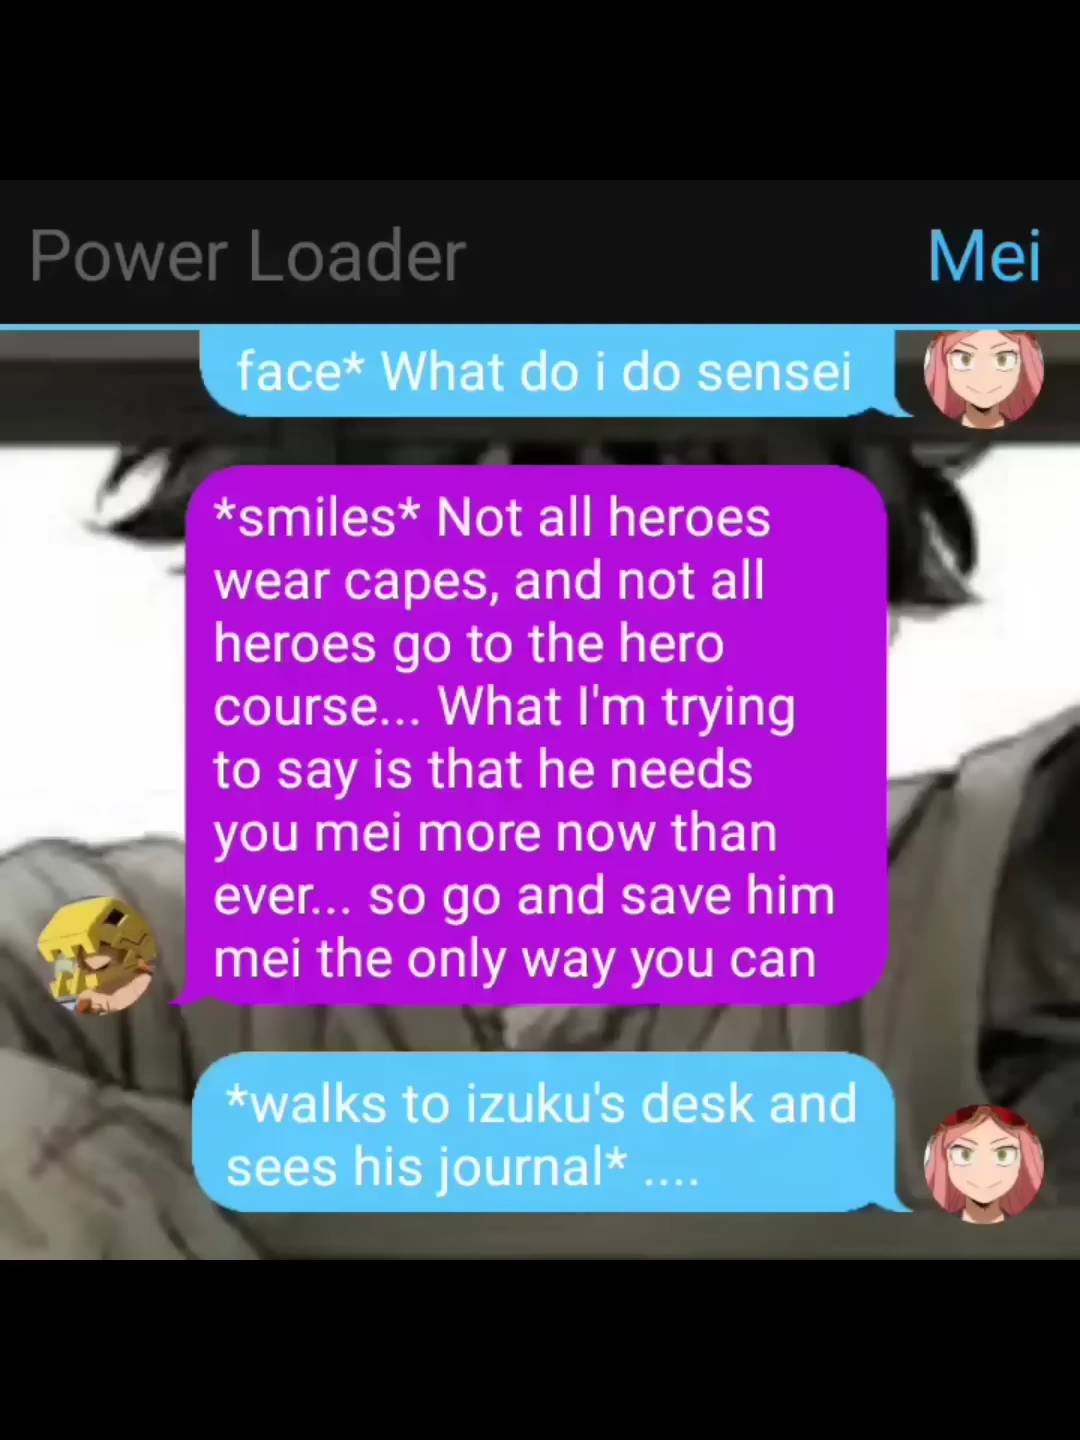 Power Loader
Mei
face* What do i do sensei
*smiles* Not all heroes
wear capes, and not all
heroes go to the hero
course... What I'm trying
to say is that he needs
you mei more now than
ever... so go and save him
mei the only way you can
*walks to izuku's desk and
sees his journal* ....